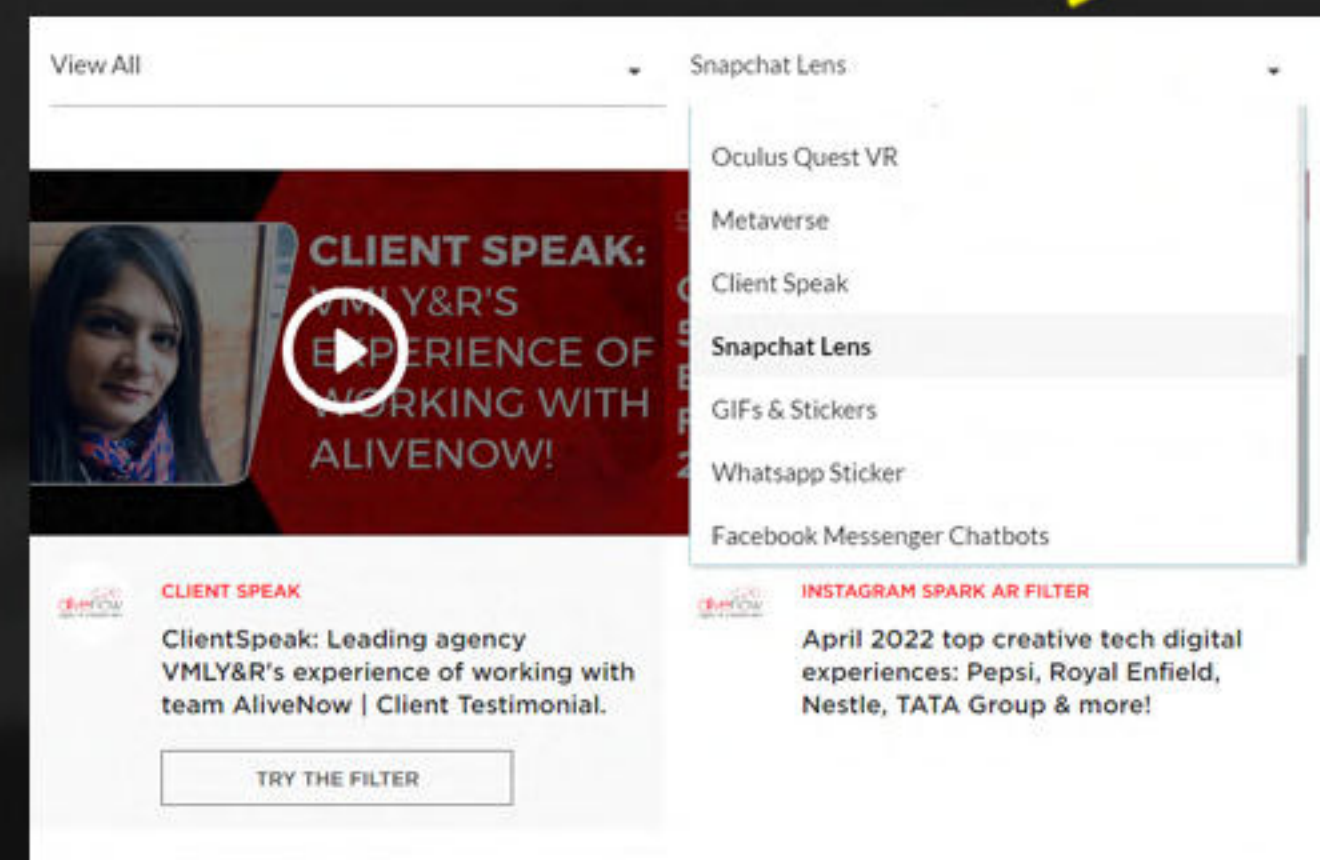 View All
Snapchat Lens
Oculus Quest VR
Metaverse
Client Speak
Snapchat Lens
GIFs & Stickers
Whatsapp Sticker
Facebook Messenger Chatbots
CLIENT SPEAK:
VMLY&R'S
EXPERIENCE OF
WORKING WITH
ALIVENOW!
alivenow
CLIENT SPEAK
ClientSpeak: Leading agency
VMLY&R's experience of working with
team AliveNow | Client Testimonial.
TRY THE FILTER
alivenow
INSTAGRAM SPARK AR FILTER
April 2022 top creative tech digital
experiences: Pepsi, Royal Enfield,
Nestle, TATA Group & more!